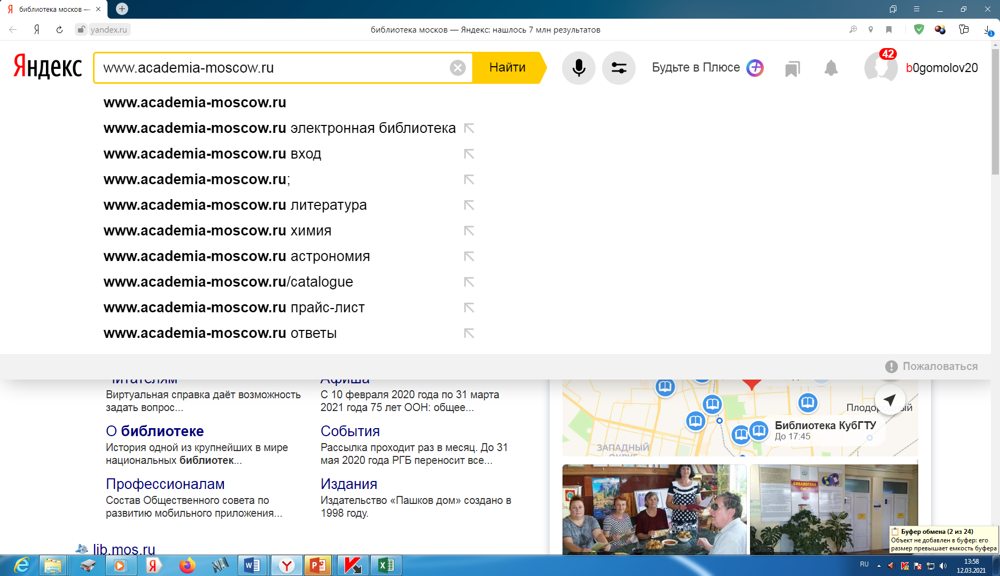 библиотека москов —
yandex.ru
библиотека москов — Яндекс: нашлось 7 млн результатов
1
Яндекс
www.academia-moscow.ru
Найти
Будьте в Плюсе
42
b0gomolov20
www.academia-moscow.ru
www.academia-moscow.ru электронная библиотека
www.academia-moscow.ru вход
www.academia-moscow.ru;
www.academia-moscow.ru литература
www.academia-moscow.ru химия
www.academia-moscow.ru астрономия
www.academia-moscow.ru/catalogue
www.academia-moscow.ru прайс-лист
www.academia-moscow.ru ответы
Пожаловаться
Читателям
Виртуальная справка даёт возможность
задать вопрос...
Афиша
С 10 февраля 2020 года по 31 марта
2021 года 75 лет ООН: общее...
О библиотеке
История одной из крупнейших в мире
национальных библиотек...
События
Рассылка проходит раз в месяц. До 31
мая 2020 года РГБ переносит все...
Профессионалам
Состав Общественного совета по
развитию мобильного приложения...
Издания
Издательство «Пашков дом» создано в
1998 году.
lib.mos.ru
Плодородный
Библиотека КубГТУ
До 17:45
ЗАПАДНЫЙ
ОКРУГ
БИБЛИОТЕКА
КубГТУ
Буфер обмена (2 из 24)
Объект не добавлен в буфер: его
размер превышает емкость буфера
RU
13:58
12.03.2021